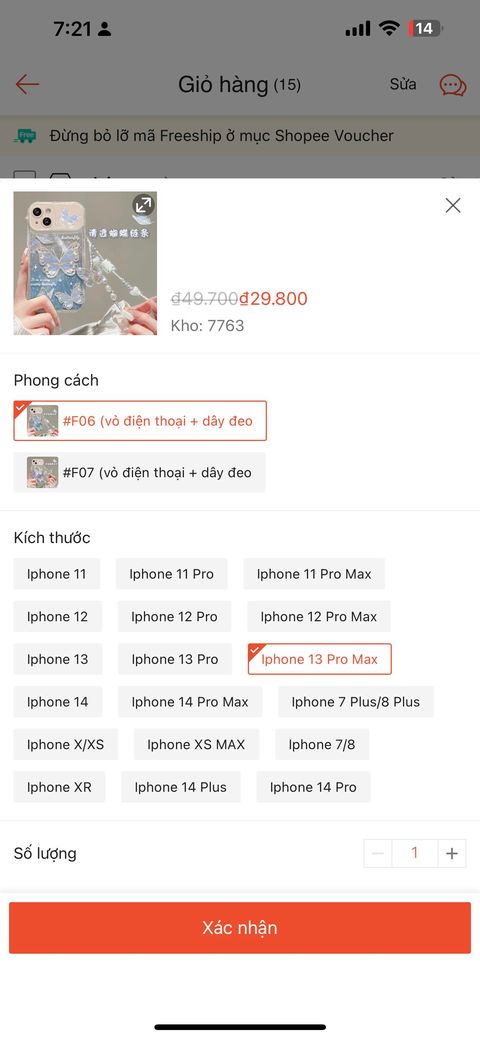 7:21
14
Giỏ hàng (15)
Sửa
Free
Đừng bỏ lỡ mã Freeship ở mục Shopee Voucher
清透蝴蝶链条
₫49.700₫29.800
Kho: 7763
Phong cách
#F06 (vỏ điện thoại + dây đeo
#F07 (vỏ điện thoại + dây đeo
Kích thước
Iphone 11
Iphone 11 Pro
Iphone 11 Pro Max
Iphone 12
Iphone 12 Pro
Iphone 12 Pro Max
Iphone 13
Iphone 13 Pro
Iphone 13 Pro Max
Iphone 14
Iphone 14 Pro Max
Iphone 7 Plus/8 Plus
Iphone X/XS
Iphone XS MAX
Iphone 7/8
Iphone XR
Iphone 14 Plus
Iphone 14 Pro
Số lượng
1
Xác nhận